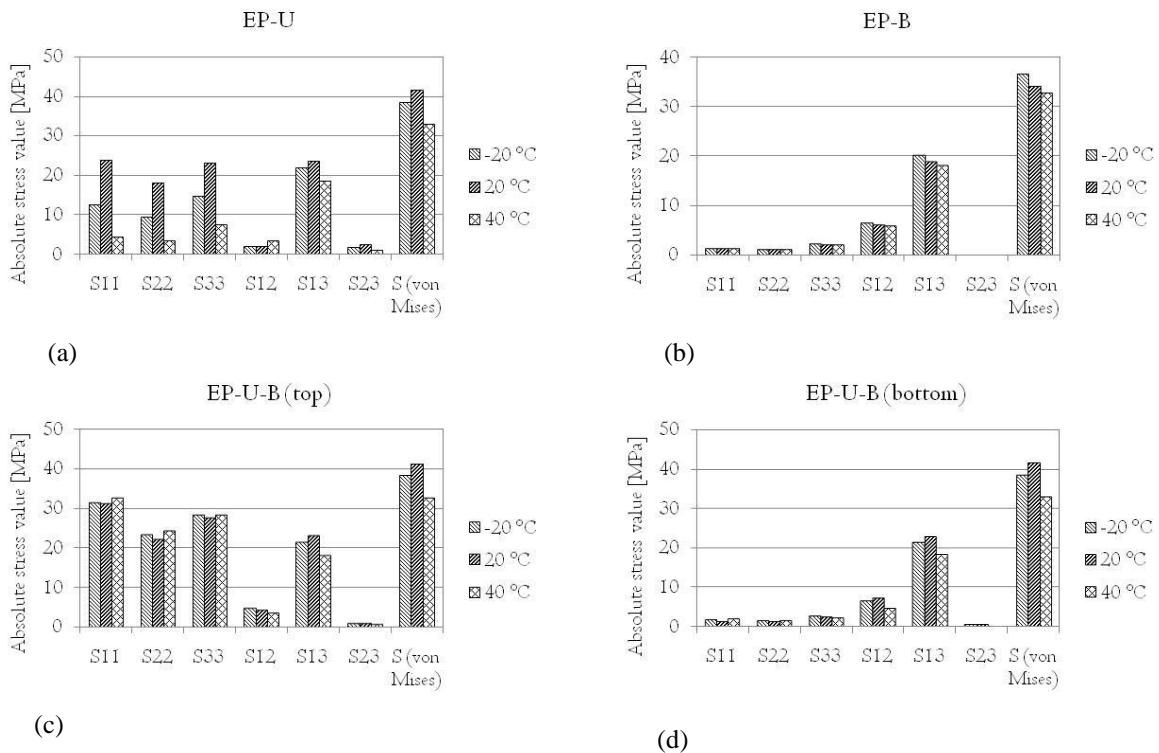 EP-U
Absolute stress value [MPa]
50
40
30
20
10
0
S11 S22 S33 S12 S13 S23 S (von
Mises)
-20 °C
20 °C
40 °C
(a)
EP-B
Absolute stress value [MPa]
40
30
20
10
0
S11 S22 S33 S12 S13 S23 S (von
Mises)
-20 °C
20 °C
40 °C
(b)
EP-U-B (top)
Absolute stress value [MPa]
50
40
30
20
10
0
S11 S22 S33 S12 S13 S23 S (von
Mises)
-20 °C
20 °C
40 °C
(c)
EP-U-B (bottom)
Absolute stress value [MPa]
50
40
30
20
10
0
S11 S22 S33 S12 S13 S23 S (von
Mises)
-20 °C
20 °C
40 °C
(d)